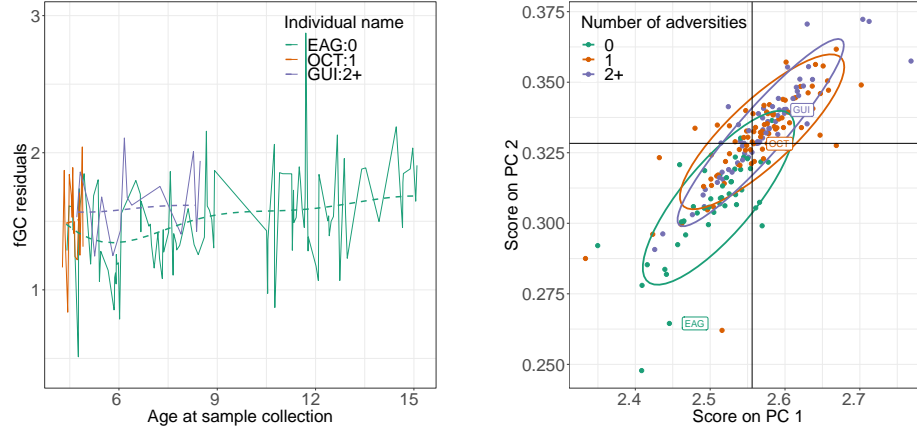 Individual name
EAG:0
OCT:1
GUI:2+
3
2
1
fGC residuals
6
9
12
15
Age at sample collection
Number of adversities
0
1
2+
0.375
0.350
0.325
0.300
0.275
0.250
Score on PC 2
GUI
OCT
EAG
2.4
2.5
2.6
2.7
Score on PC 1